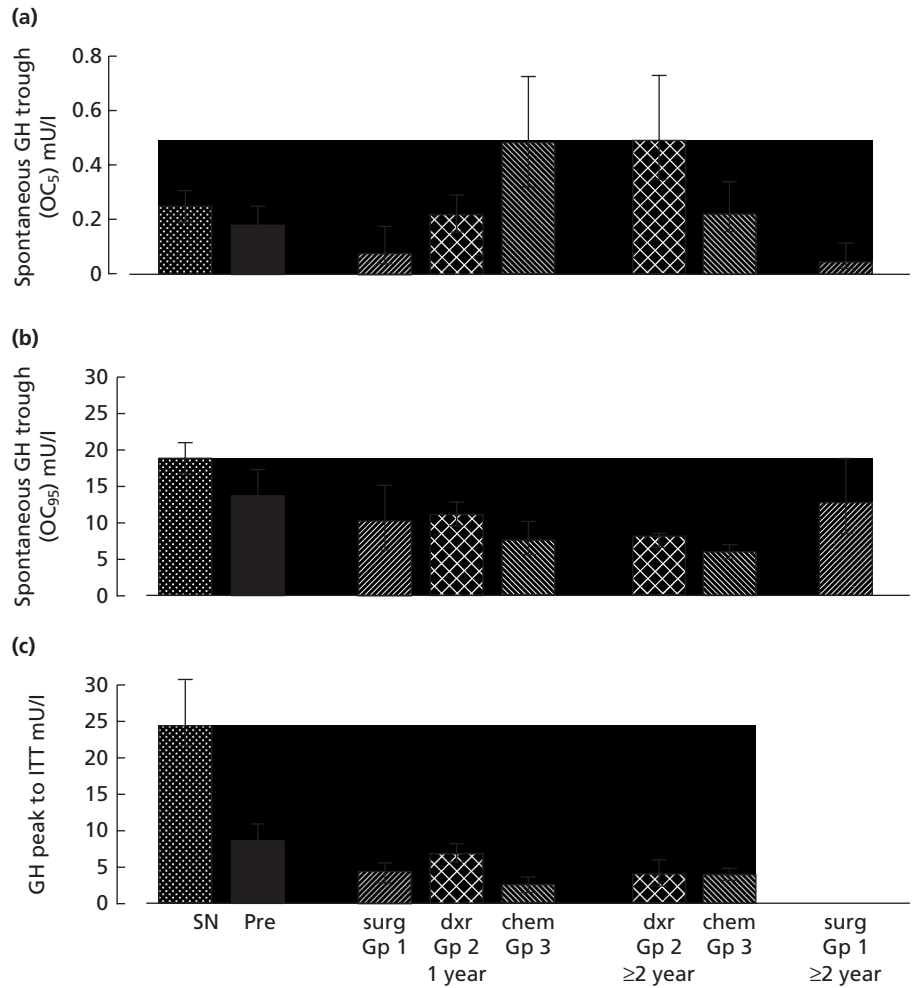 (a)
Spontaneous GH trough
(OC5) mU/l
0.8
0.6
0.4
0.2
0
(b)
Spontaneous GH trough
(OC95) mU/l
30
25
20
15
10
5
0
(c)
GH peak to ITT mU/l
30
25
20
15
10
5
0
SN Pre surg dxr chem dxr chem surg
Gp 1 Gp 2 Gp 3 Gp 2 Gp 3 Gp 1
1 year ≥2 year ≥2 year